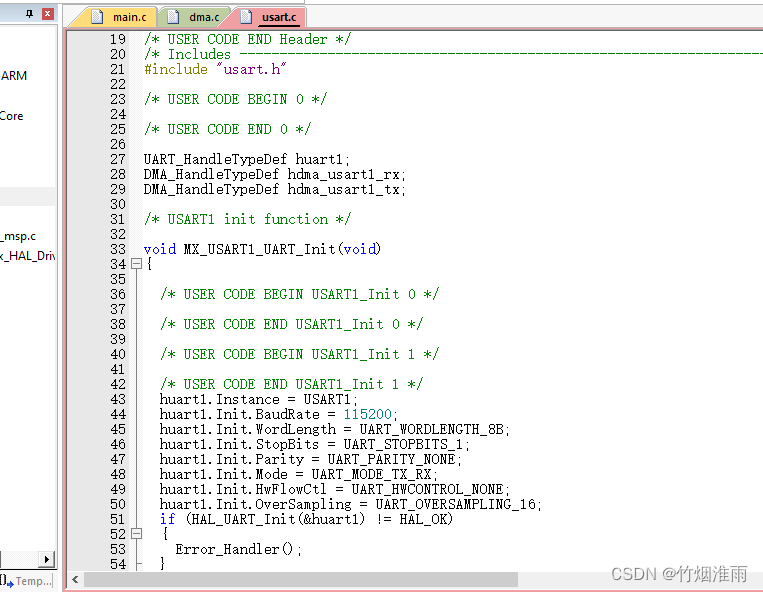 main.c dma.c usart.c
ARM
Core
_msp.c
x_HAL_Driv
Temp...
19 /* USER CODE END Header */
20 /* Includes ------------------------------------------------------------------
21 #include "usart.h"
22
23 /* USER CODE BEGIN 0 */
24
25 /* USER CODE END 0 */
26
27 UART_HandleTypeDef huart1;
28 DMA_HandleTypeDef hdma_usart1_rx;
29 DMA_HandleTypeDef hdma_usart1_tx;
30
31 /* USART1 init function */
32
33 void MX_USART1_UART_Init(void)
34 {
35
36 /* USER CODE BEGIN USART1_Init 0 */
37
38 /* USER CODE END USART1_Init 0 */
39
40 /* USER CODE BEGIN USART1_Init 1 */
41
42 /* USER CODE END USART1_Init 1 */
43 huart1.Instance = USART1;
44 huart1.Init.BaudRate = 115200;
45 huart1.Init.WordLength = UART_WORDLENGTH_8B;
46 huart1.Init.StopBits = UART_STOPBITS_1;
47 huart1.Init.Parity = UART_PARITY_NONE;
48 huart1.Init.Mode = UART_MODE_TX_RX;
49 huart1.Init.HwFlowCtl = UART_HWCONTROL_NONE;
50 huart1.Init.OverSampling = UART_OVERSAMPLING_16;
51 if (HAL_UART_Init(&huart1) != HAL_OK)
52 {
53 Error_Handler();
54 }
CSDN @竹烟淮雨